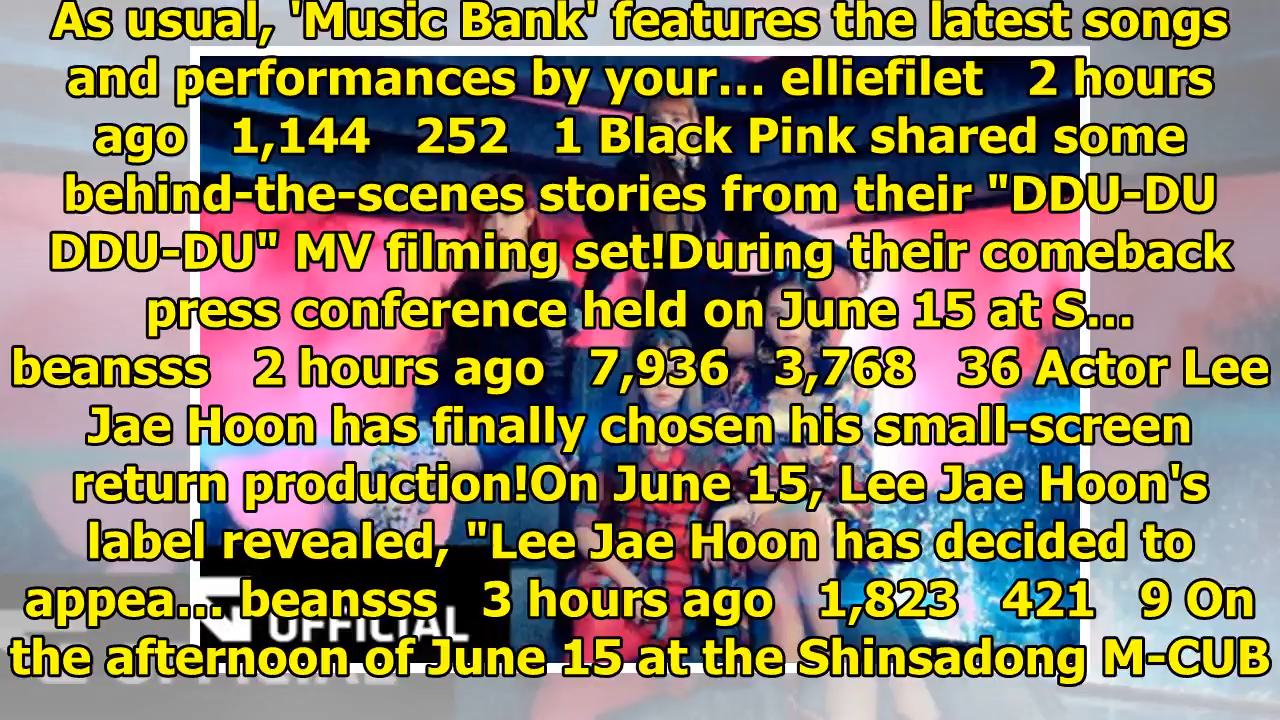 As usual, 'Music Bank' features the latest songs
and performances by your... elliefilet 2 hours
ago 1,144 252 1 Black Pink shared some
behind-the-scenes stories from their "DDU-DU
DDU-DU" MV filming set!During their comeback
press conference held on June 15 at S...
beansss 2 hours ago 7,936 3,768 36 Actor Lee
Jae Hoon has finally chosen his small-screen
return production!On June 15, Lee Jae Hoon's
label revealed, "Lee Jae Hoon has decided to
appea... beansss 3 hours ago 1,823 421 9 On
OFFICIAL
the afternoon of June 15 at the Shinsadong M-CUB